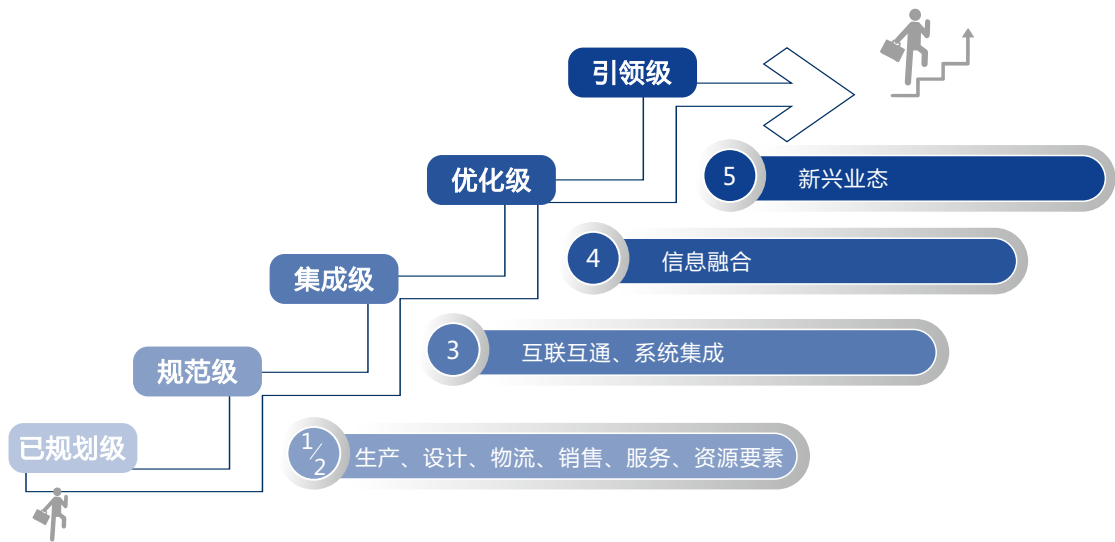 引领级
优化级
集成级
规范级
已规划级
5 新兴业态
4 信息融合
3 互联互通、系统集成
1/2 生产、设计、物流、销售、服务、资源要素